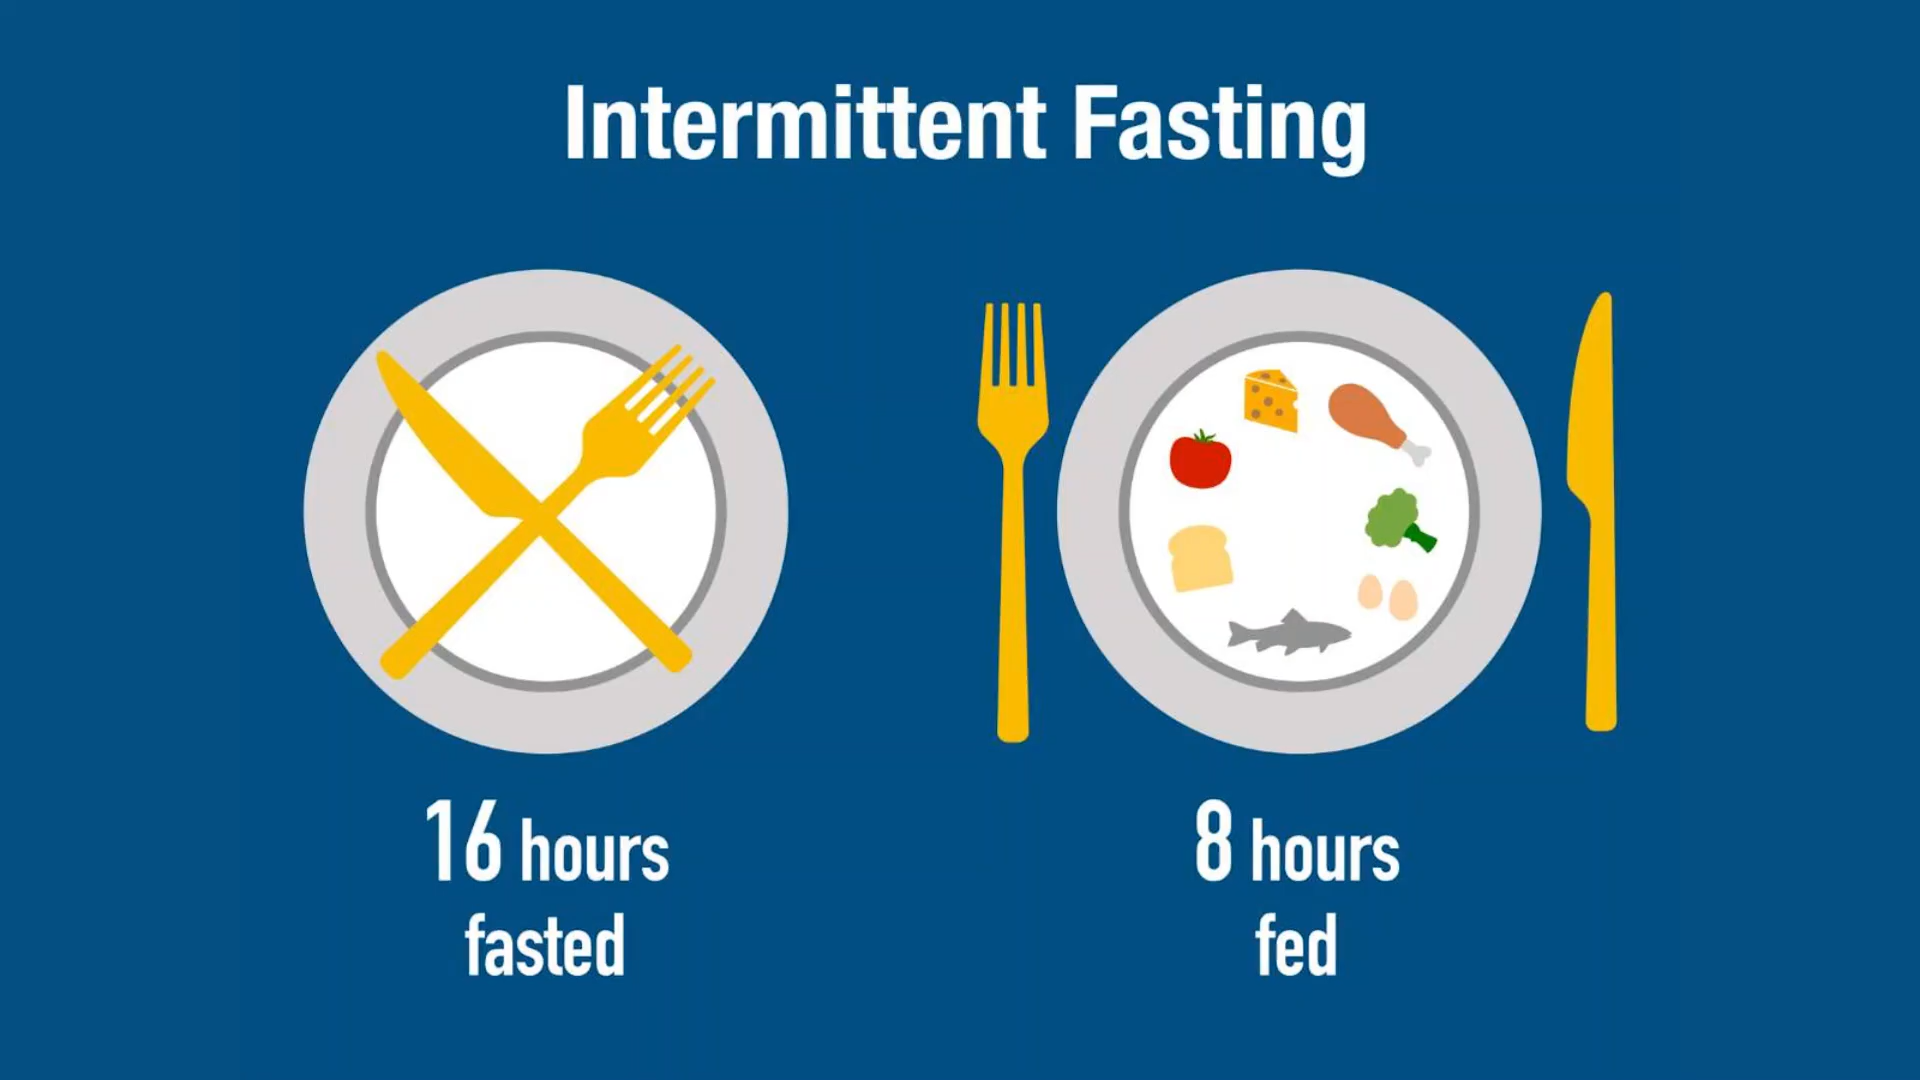 Intermittent Fasting
16 hours
fasted
8 hours
fed